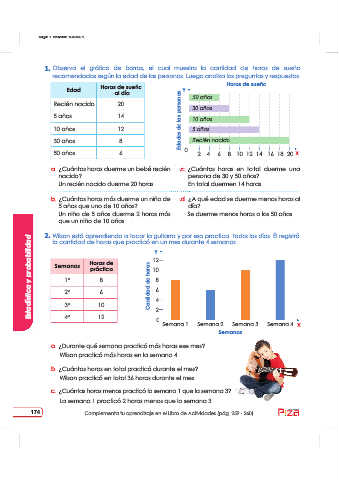 1. Observa el gráfico de barras, el cual muestra la cantidad de horas de sueño
recomendadas según la edad de las personas. Luego analiza las preguntas y respuestas.
Edad
Horas de sueño
al día
Recién nacido 20
5 años 14
10 años 12
30 años 8
50 años 6
Horas de sueño
Y
Edades de las personas
50 años
30 años
10 años
5 años
Recién nacido
0 2 4 6 8 10 12 14 16 18 20 X
a. ¿Cuántas horas duerme un bebé recién
nacido?
Un recién nacido duerme 20 horas
b. ¿Cuántas horas más duerme un niño de
5 años que uno de 10 años?
Un niño de 5 años duerme 2 horas más
que un niño de 10 años
c. ¿Cuántas horas en total duerme una
persona de 30 y 50 años?
En total duermen 14 horas
d. ¿A qué edad se duerme menos horas al
día?
Se duerme menos horas a los 50 años
2. Wilson está aprendiendo a tocar la guitarra y por eso practica todos los días. Él registró
la cantidad de horas que practicó en un mes durante 4 semanas.
Semanas
Horas de
práctica
1ª 8
2ª 6
3ª 10
4ª 12
Y
Cantidad de horas
12
10
8
6
4
2
0
Semana 1 Semana 2 Semana 3 Semana 4 X
Semanas
a. ¿Durante qué semana practicó más horas ese mes?
Wilson practicó más horas en la semana 4
b. ¿Cuántas horas en total practicó durante el mes?
Wilson practicó en total 36 horas durante el mes
c. ¿Cuántas horas menos practicó la semana 1 que la semana 3?
La semana 1 practicó 2 horas menos que la semana 3
Estadística y probabilidad
174
Complementa tu aprendizaje en el Libro de Actividades (pág.